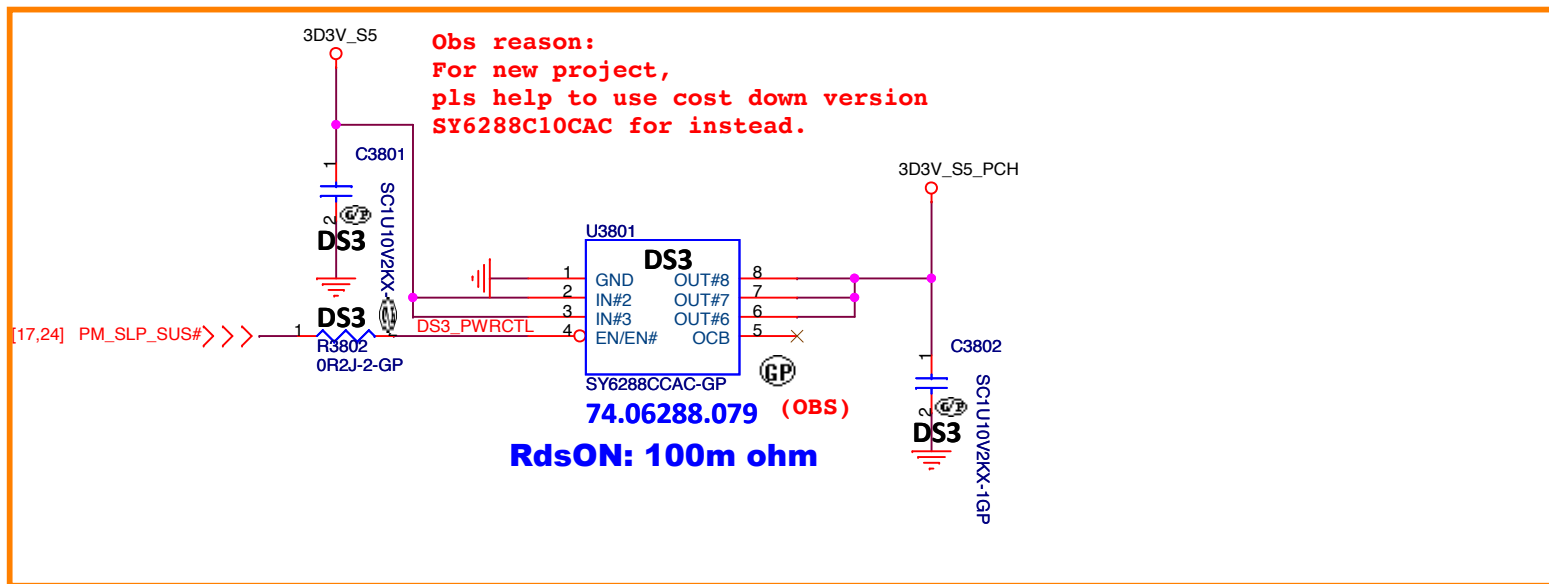 3D3V_S5
Obs reason:
For new project,
pls help to use cost down version
SY6288C10CAC for instead.
C3801
1
2
SC1U10V2KX-
G/P
DS3
3D3V_S5_PCH
U3801
DS3
1 GND OUT#8 8
2 IN#2 OUT#7 7
3 IN#3 OUT#6 6
4 EN/EN# OCB 5
SY6288CCAC-GP
GP
74.06288.079 (OBS)
RdsON: 100m ohm
[17,24] PM_SLP_SUS#
1
DS3
DS3_PWRCTL
R3802
0R2J-2-GP
C3802
1
2
SC1U10V2KX-1GP
G/P
DS3